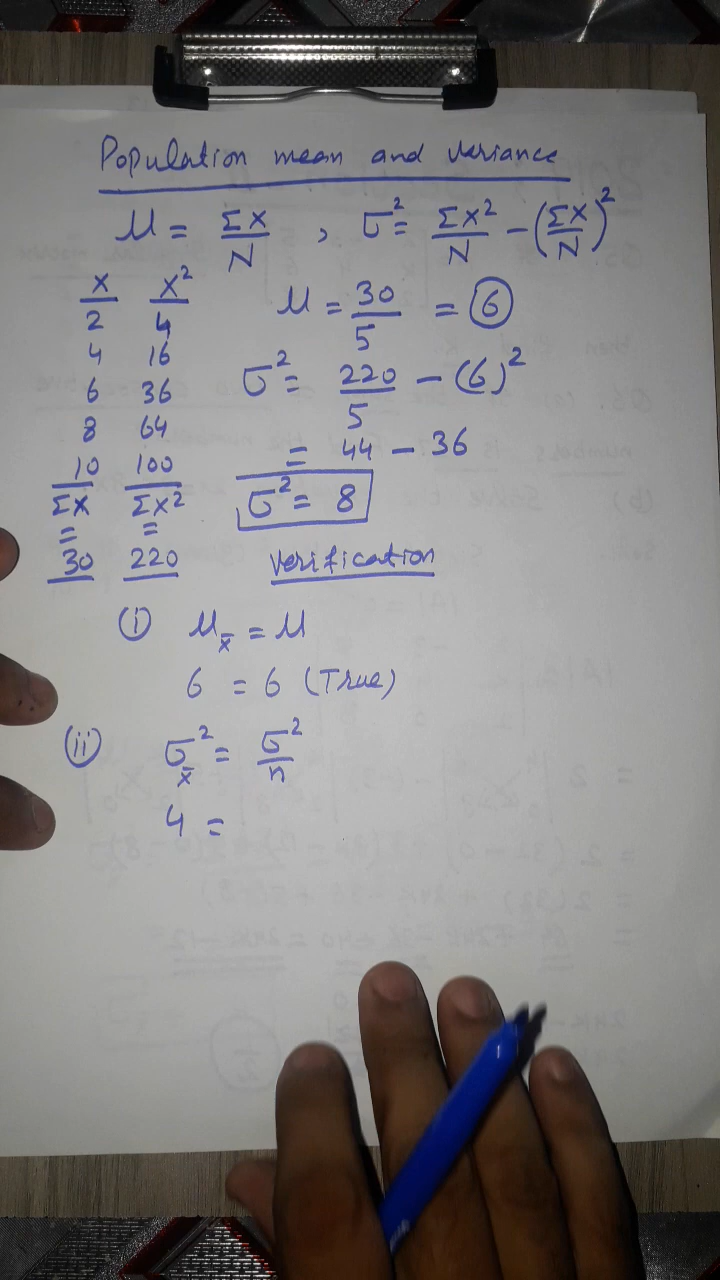 Population mean and variance
M = ΣX/N , σ² = ΣX²/N - (ΣX/N)²
X X²
2 4
4 16
6 36
8 64
10 100
ΣX ΣX²
= =
30 220
M = 30/5 = 6
σ² = 220/5 - (6)²
= 44 - 36
σ² = 8
Verification
(i) M_x̄ = M
6 = 6 (True)
(ii) σ²_x̄ = σ²/n
4 =